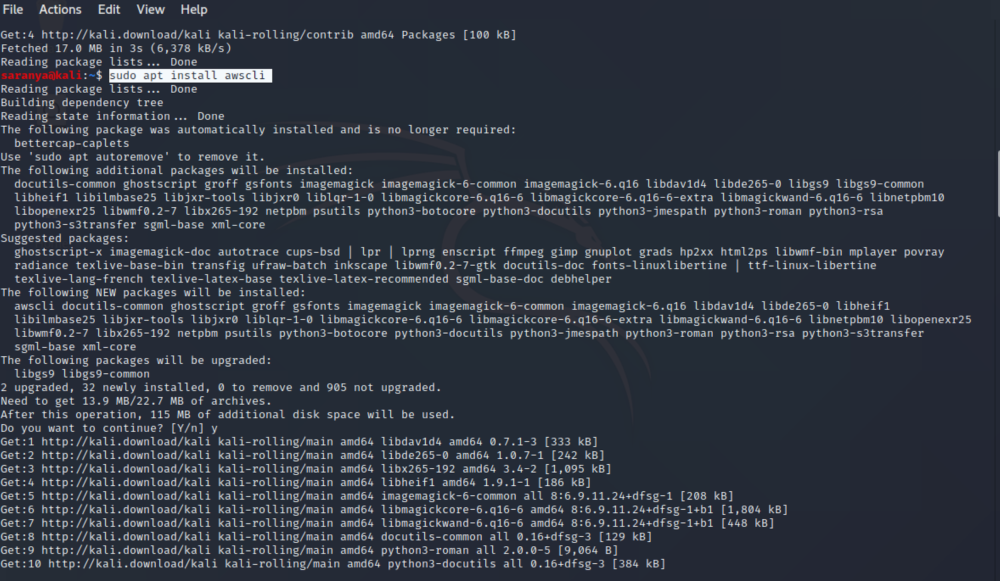 File Actions Edit View Help
Get:4 http://kali.download/kali kali-rolling/contrib amd64 Packages [100 kB]
Fetched 17.0 MB in 3s (6,378 kB/s)
Reading package lists... Done
saranya@kali:~$ sudo apt install awscli
Reading package lists... Done
Building dependency tree
Reading state information... Done
The following package was automatically installed and is no longer required:
  bettercap-caplets
Use 'sudo apt autoremove' to remove it.
The following additional packages will be installed:
  docutils-common ghostscript groff gsfonts imagemagick imagemagick-6-common imagemagick-6.q16 libdav1d4 libde265-0 libgs9 libgs9-common
  libheif1 libilmbase25 libjxr-tools libjxr0 liblqr-1-0 libmagickcore-6.q16-6 libmagickcore-6.q16-6-extra libmagickwand-6.q16-6 libnetpbm10
  libopenexr25 libwmf0.2-7 libx265-192 netpbm psutils python3-botocore python3-docutils python3-jmespath python3-roman python3-rsa
  python3-s3transfer sgml-base xml-core
Suggested packages:
  ghostscript-x imagemagick-doc autotrace cups-bsd | lpr | lprng enscript ffmpeg gimp gnuplot grads hp2xx html2ps libwmf-bin mplayer povray
  radiance texlive-base-bin transfig ufraw-batch inkscape libwmf0.2-7-gtk docutils-doc fonts-linuxlibertine | ttf-linux-libertine
  texlive-lang-french texlive-latex-base texlive-latex-recommended sgml-base-doc debhelper
The following NEW packages will be installed:
  awscli docutils-common ghostscript groff gsfonts imagemagick imagemagick-6-common imagemagick-6.q16 libdav1d4 libde265-0 libheif1
  libilmbase25 libjxr-tools libjxr0 liblqr-1-0 libmagickcore-6.q16-6 libmagickcore-6.q16-6-extra libmagickwand-6.q16-6 libnetpbm10 libopenexr25
  libwmf0.2-7 libx265-192 netpbm psutils python3-botocore python3-docutils python3-jmespath python3-roman python3-rsa python3-s3transfer
  sgml-base xml-core
The following packages will be upgraded:
  libgs9 libgs9-common
2 upgraded, 32 newly installed, 0 to remove and 905 not upgraded.
Need to get 13.9 MB/22.7 MB of archives.
After this operation, 115 MB of additional disk space will be used.
Do you want to continue? [Y/n] y
Get:1 http://kali.download/kali kali-rolling/main amd64 libdav1d4 amd64 0.7.1-3 [333 kB]
Get:2 http://kali.download/kali kali-rolling/main amd64 libde265-0 amd64 1.0.7-1 [242 kB]
Get:3 http://kali.download/kali kali-rolling/main amd64 libx265-192 amd64 3.4-2 [1,095 kB]
Get:4 http://kali.download/kali kali-rolling/main amd64 libheif1 amd64 1.9.1-1 [186 kB]
Get:5 http://kali.download/kali kali-rolling/main amd64 imagemagick-6-common all 8:6.9.11.24+dfsg-1 [208 kB]
Get:6 http://kali.download/kali kali-rolling/main amd64 libmagickcore-6.q16-6 amd64 8:6.9.11.24+dfsg-1+b1 [1,804 kB]
Get:7 http://kali.download/kali kali-rolling/main amd64 libmagickwand-6.q16-6 amd64 8:6.9.11.24+dfsg-1+b1 [448 kB]
Get:8 http://kali.download/kali kali-rolling/main amd64 docutils-common all 0.16+dfsg-3 [129 kB]
Get:9 http://kali.download/kali kali-rolling/main amd64 python3-roman all 2.0.0-5 [9,064 B]
Get:10 http://kali.download/kali kali-rolling/main amd64 python3-docutils all 0.16+dfsg-3 [384 kB]